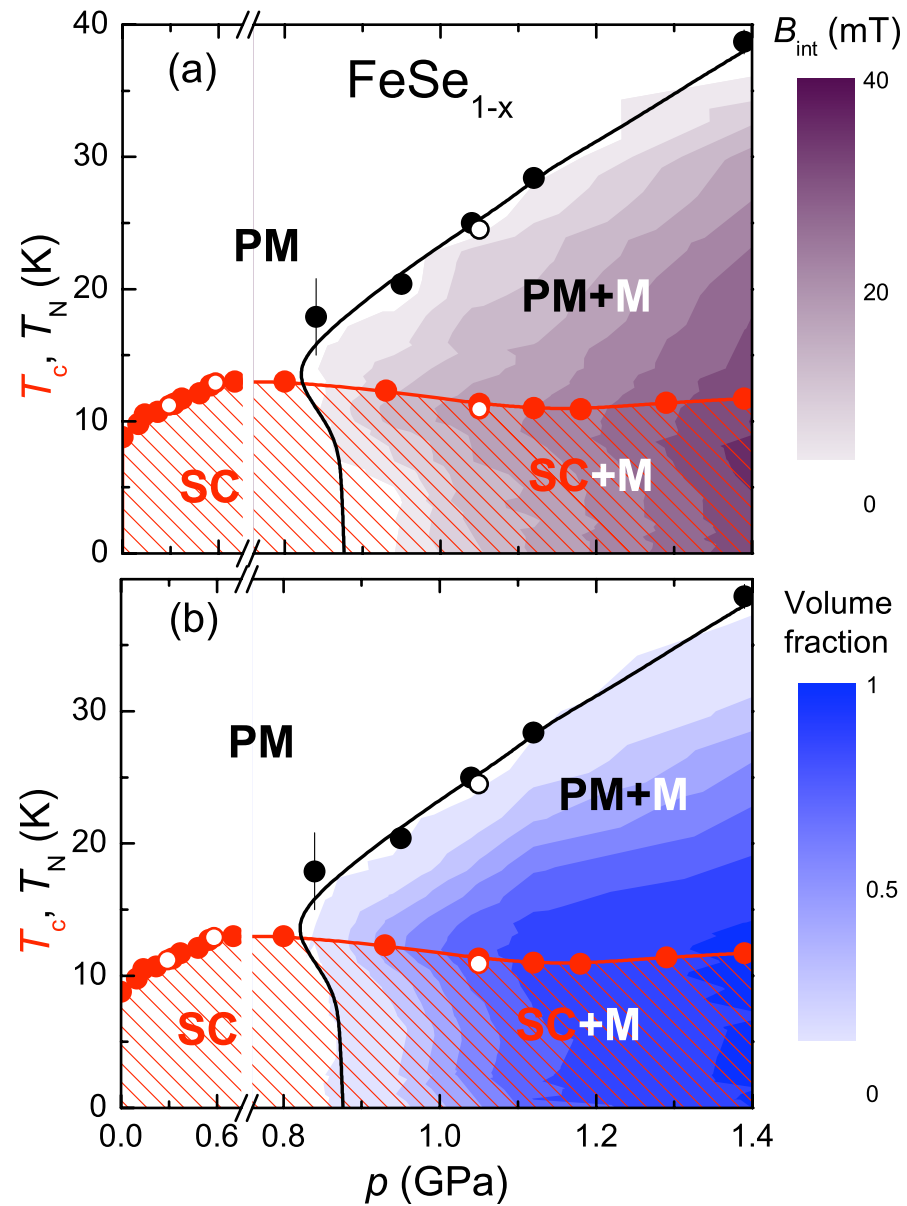 40
(a)
FeSe1-x
Bint (mT)
40
30
PM
20
PM+M
20
Tc, TN (K)
10
SC
SC+M
0
0
(b)
Volume
fraction
1
30
PM
PM+M
20
0.5
Tc, TN (K)
10
SC
SC+M
0
0
0.0
0.6
0.8
1.0
1.2
1.4
p (GPa)